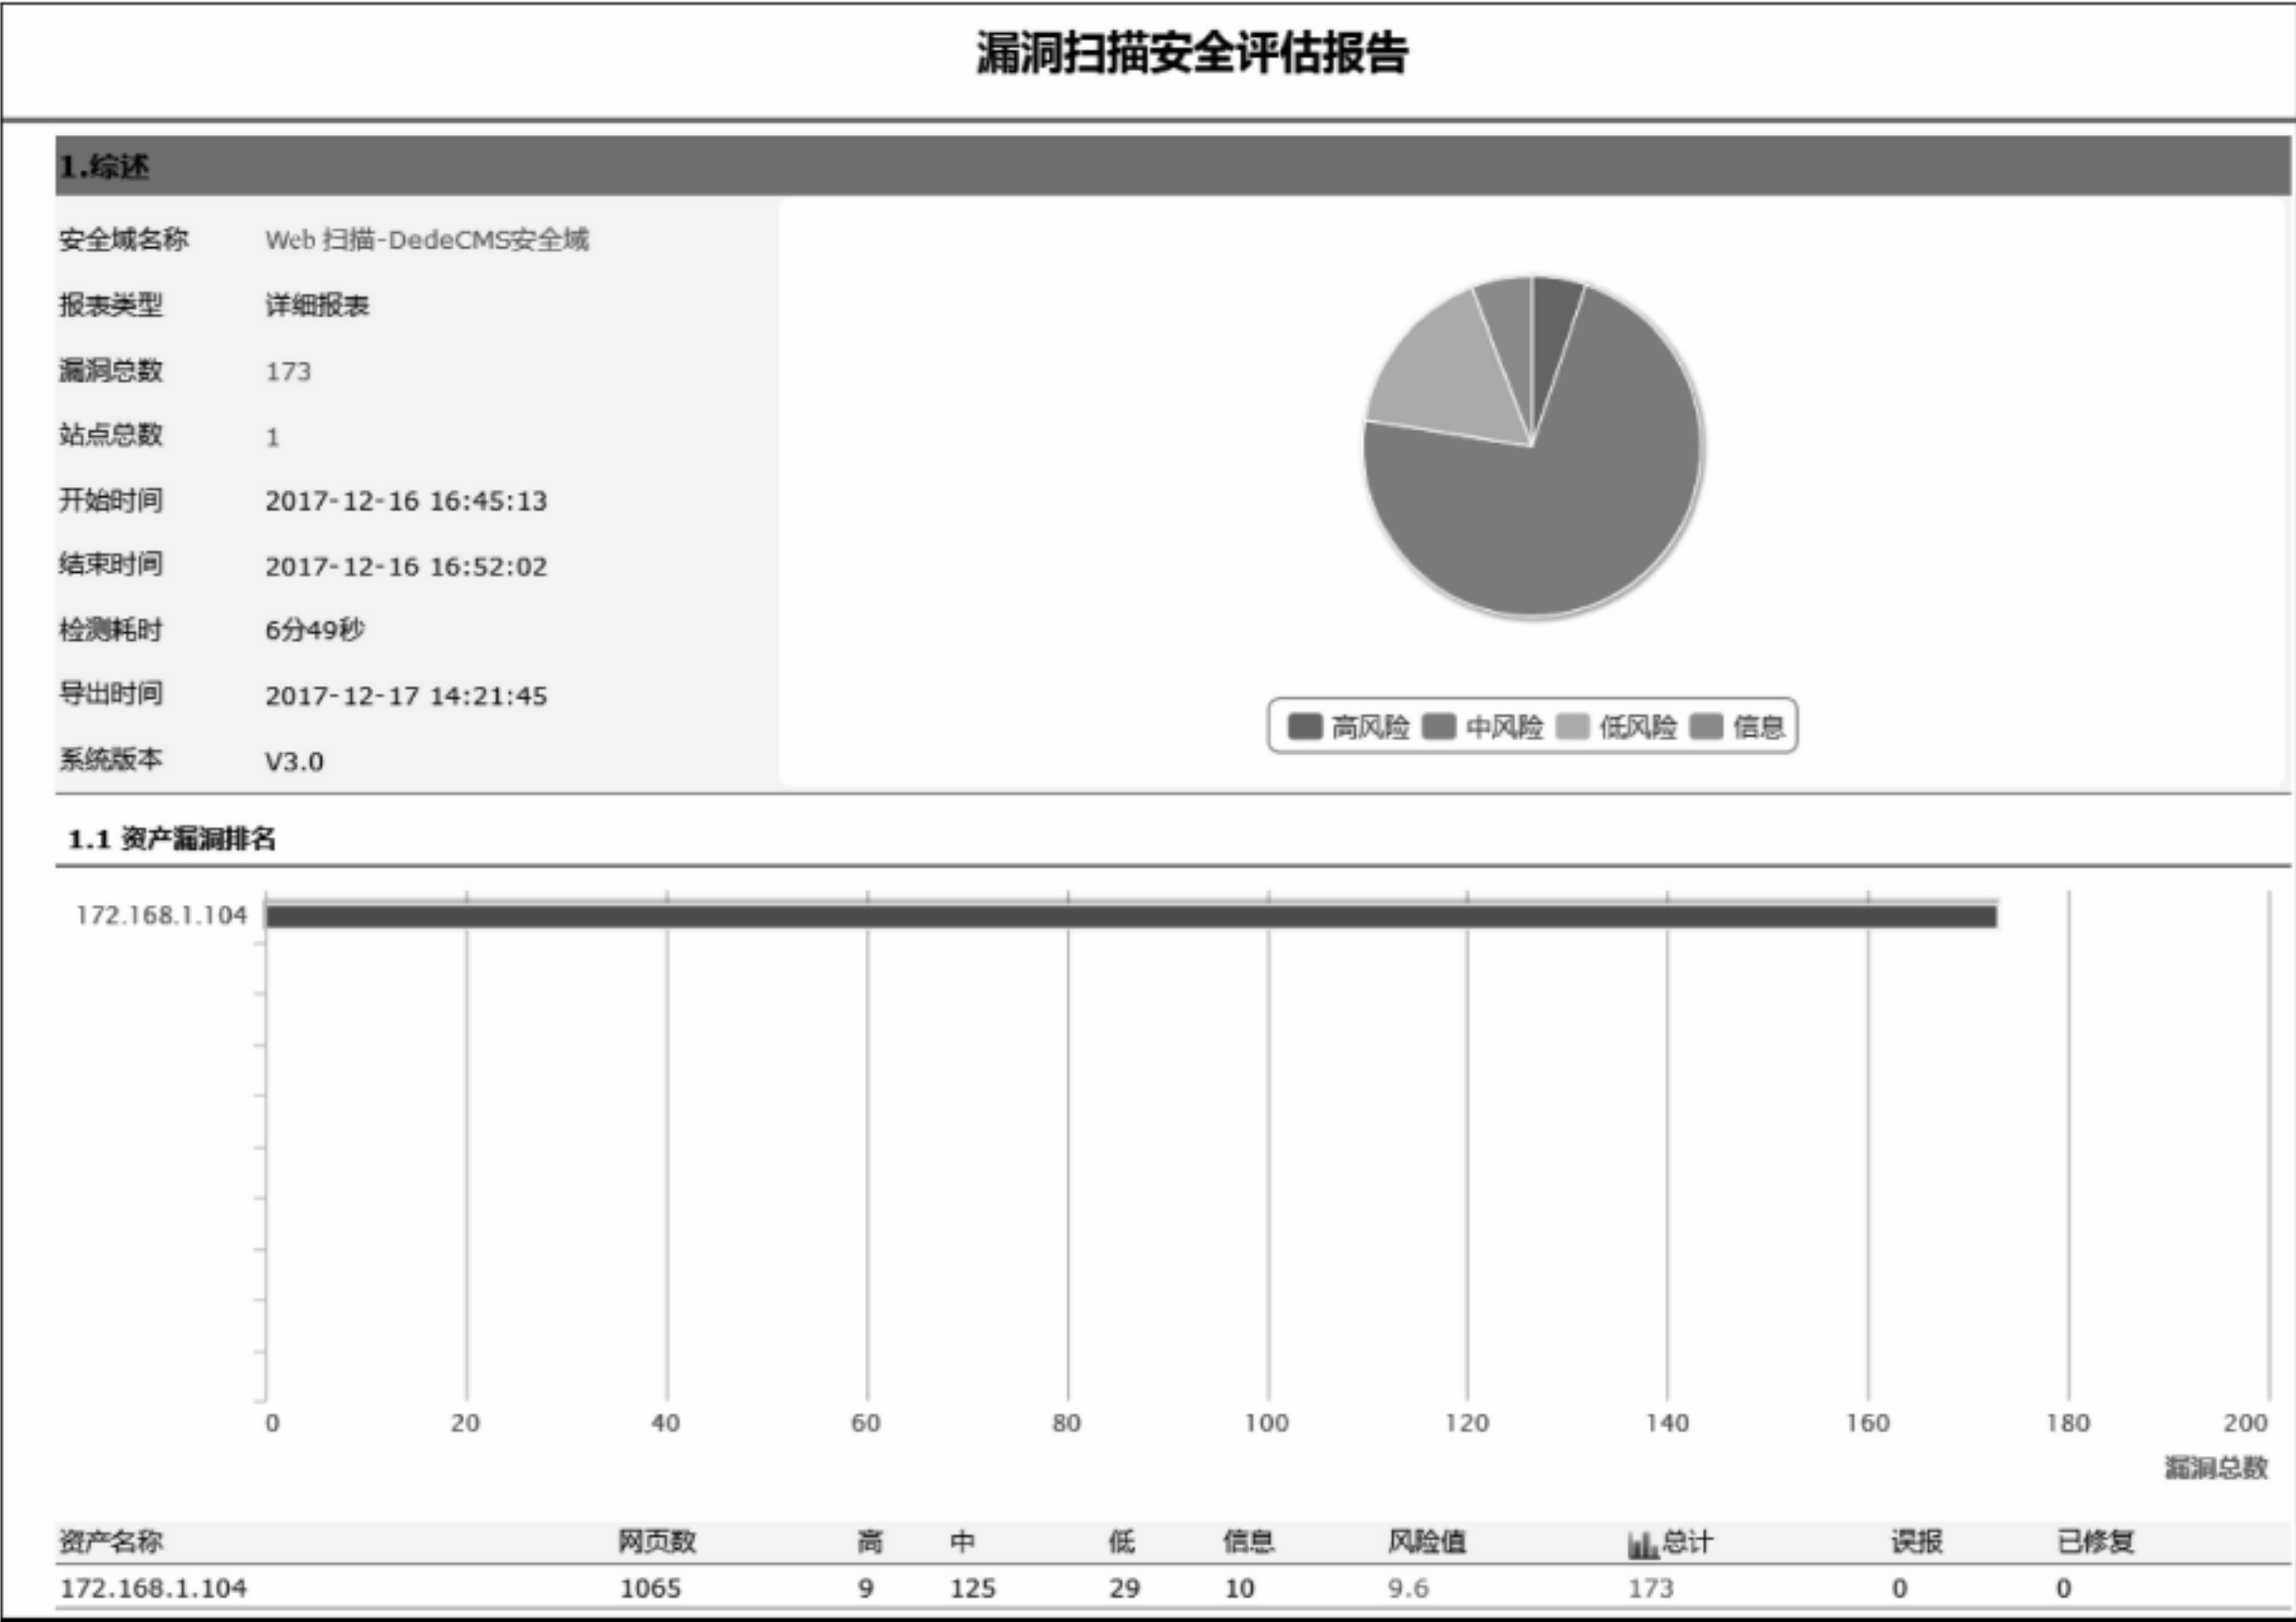 漏洞扫描安全评估报告
1.综述
安全域名称 Web 扫描-DedeCMS安全域
报表类型 详细报表
漏洞总数 173
站点总数 1
开始时间 2017-12-16 16:45:13
结束时间 2017-12-16 16:52:02
检测耗时 6分49秒
导出时间 2017-12-17 14:21:45
系统版本 V3.0
高风险 中风险 低风险 信息
1.1 资产漏洞排名
172.168.1.104
0 20 40 60 80 100 120 140 160 180 200
漏洞总数
资产名称 网页数 高 中 低 信息 风险值 总计 误报 已修复
172.168.1.104 1065 9 125 29 10 9.6 173 0 0